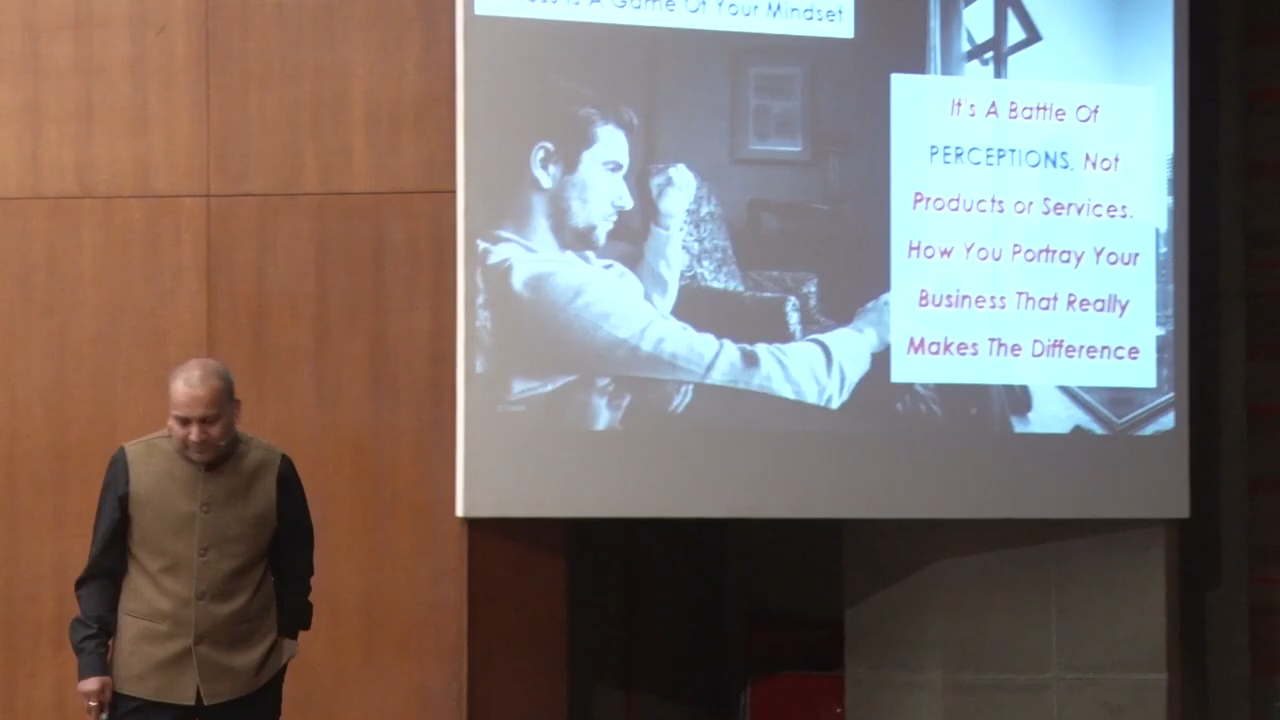 Is A Game Of Your Mindset
It's A Battle Of
PERCEPTIONS, Not
Products or Services.
How You Portray Your
Business That Really
Makes The Difference